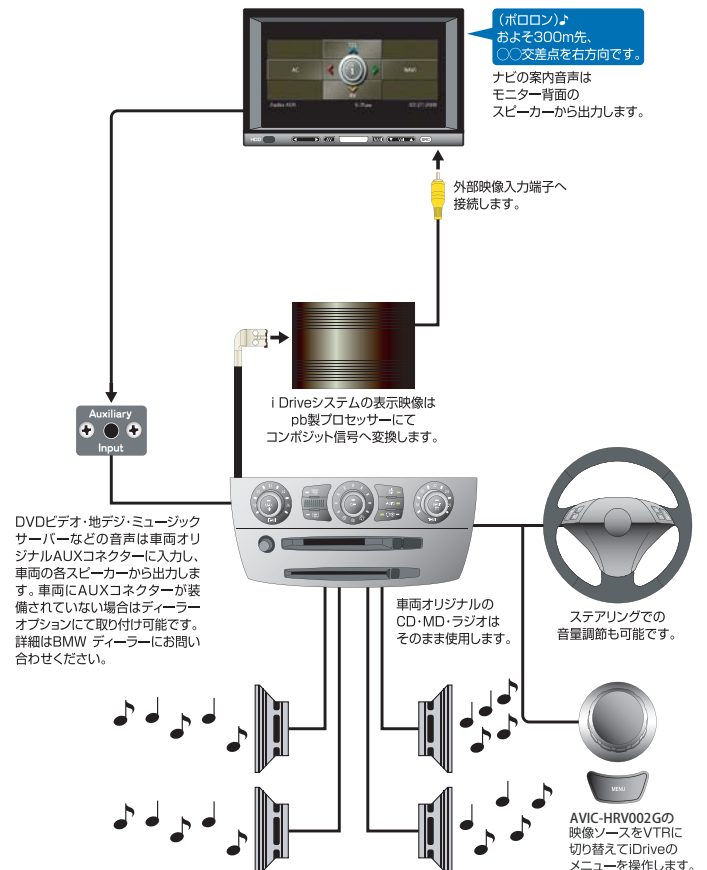 (ポロロン)♪
およそ300m先、
○○交差点を右方向です。
ナビの案内音声は
モニター背面の
スピーカーから出力します。
AC
NAVI
HDD
AV
外部映像入力端子へ
接続します。
i Driveシステムの表示映像は
pb製プロセッサーにて
コンポジット信号へ変換します。
Auxiliary
Input
DVDビデオ・地デジ・ミュージック
サーバーなどの音声は車両オリ
ジナルAUXコネクターに入力し、
車両の各スピーカーから出力しま
す。車両にAUXコネクターが装
備されていない場合はディーラー
オプションにて取り付け可能です。
詳細はBMW ディーラーにお問い
合わせください。
車両オリジナルの
CD・MD・ラジオは
そのまま使用します。
ステアリングでの
音量調節も可能です。
MENU
AVIC-HRV002Gの
映像ソースをVTRに
切り替えてiDriveの
メニューを操作します。